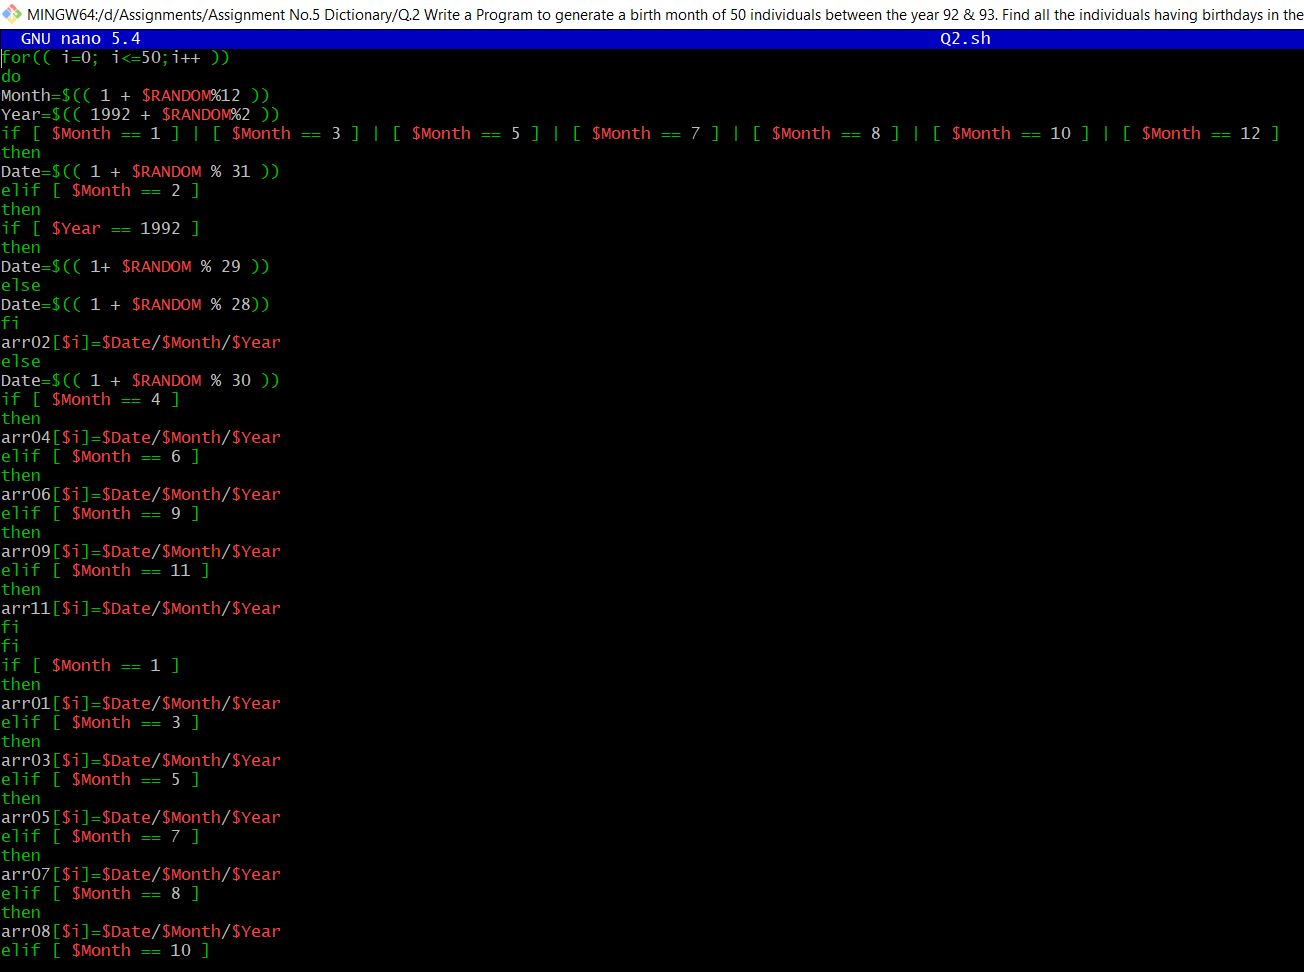 MINGW64:/d/Assignments/Assignment No.5 Dictionary/Q.2 Write a Program to generate a birth month of 50 individuals between the year 92 & 93. Find all the individuals having birthdays in the
GNU nano 5.4 Q2.sh
for(( i=0; i<=50;i++ ))
do
Month=$(( 1 + $RANDOM%12 ))
Year=$(( 1992 + $RANDOM%2 ))
if [ $Month == 1 ] | [ $Month == 3 ] | [ $Month == 5 ] | [ $Month == 7 ] | [ $Month == 8 ] | [ $Month == 10 ] | [ $Month == 12 ]
then
Date=$(( 1 + $RANDOM % 31 ))
elif [ $Month == 2 ]
then
if [ $Year == 1992 ]
then
Date=$(( 1+ $RANDOM % 29 ))
else
Date=$(( 1 + $RANDOM % 28))
fi
arr02[$i]=$Date/$Month/$Year
else
Date=$(( 1 + $RANDOM % 30 ))
if [ $Month == 4 ]
then
arr04[$i]=$Date/$Month/$Year
elif [ $Month == 6 ]
then
arr06[$i]=$Date/$Month/$Year
elif [ $Month == 9 ]
then
arr09[$i]=$Date/$Month/$Year
elif [ $Month == 11 ]
then
arr11[$i]=$Date/$Month/$Year
fi
fi
if [ $Month == 1 ]
then
arr01[$i]=$Date/$Month/$Year
elif [ $Month == 3 ]
then
arr03[$i]=$Date/$Month/$Year
elif [ $Month == 5 ]
then
arr05[$i]=$Date/$Month/$Year
elif [ $Month == 7 ]
then
arr07[$i]=$Date/$Month/$Year
elif [ $Month == 8 ]
then
arr08[$i]=$Date/$Month/$Year
elif [ $Month == 10 ]